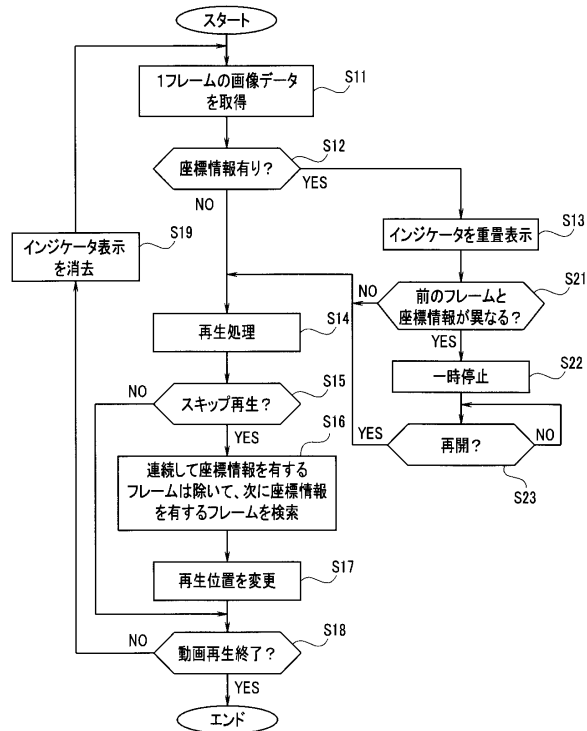 スタート
1フレームの画像データ
を取得
S11
座標情報有り?
S12
YES
NO
インジケータを重畳表示
S13
インジケータ表示
を消去
S19
前のフレームと
座標情報が異なる?
S21
NO
YES
再生処理
S14
一時停止
S22
スキップ再生?
S15
NO
YES
再開?
YES
NO
S23
S16
連続して座標情報を有する
フレームは除いて、次に座標情報
を有するフレームを検索
再生位置を変更
S17
動画再生終了?
S18
NO
YES
エンド